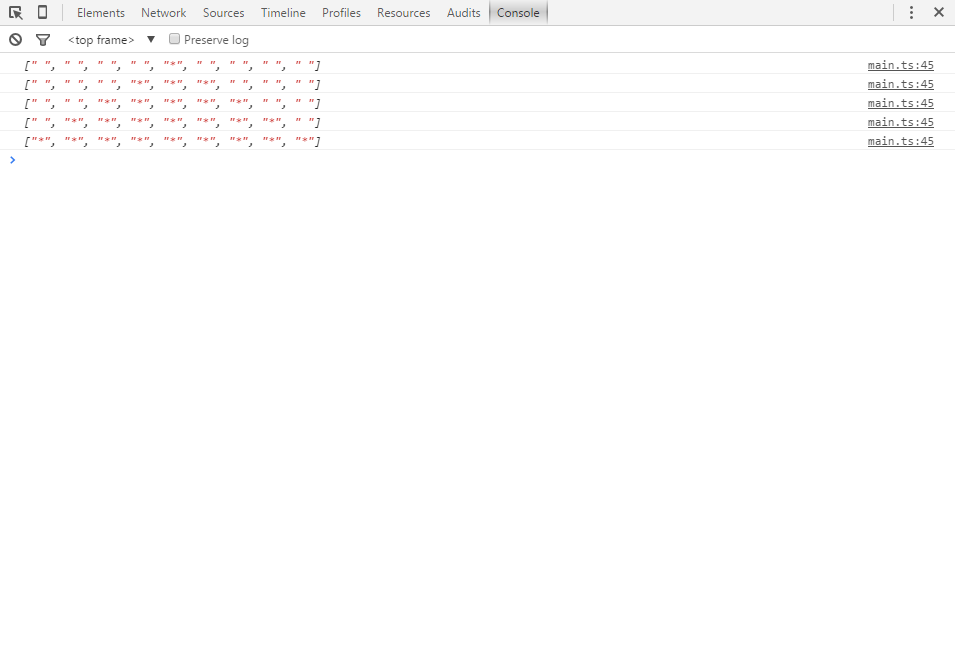 Elements Network Sources Timeline Profiles Resources Audits Console
<top frame> ▼ Preserve log
[" ", " ", " ", " ", "*", " ", " ", " ", " "] main.ts:45
[" ", " ", " ", "*", "*", "*", " ", " ", " "] main.ts:45
[" ", " ", "*", "*", "*", "*", "*", " ", " "] main.ts:45
[" ", "*", "*", "*", "*", "*", "*", "*", " "] main.ts:45
["*", "*", "*", "*", "*", "*", "*", "*", "*"] main.ts:45
>